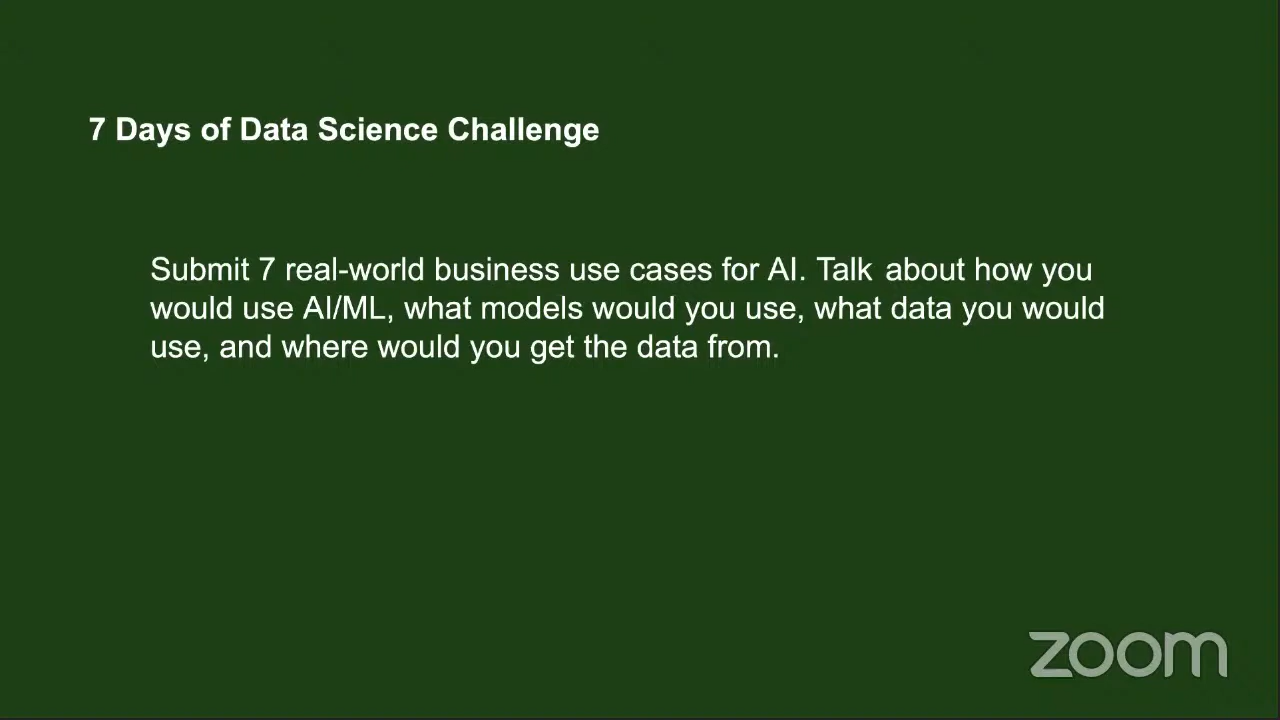 7 Days of Data Science Challenge
Submit 7 real-world business use cases for AI. Talk about how you
would use AI/ML, what models would you use, what data you would
use, and where would you get the data from.
zoom